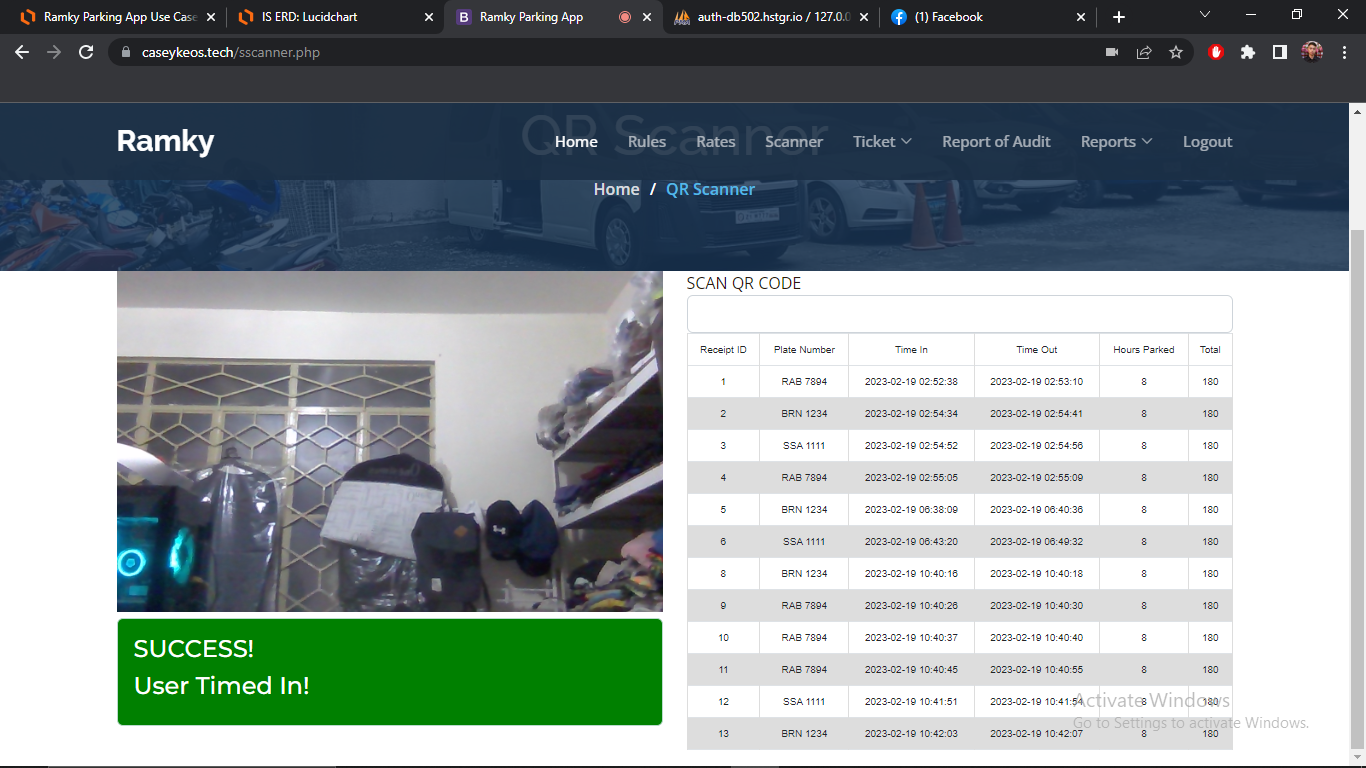 Ramky Parking App Use Case
IS ERD: Lucidchart
Ramky Parking App
auth-db502.hstgr.io / 127.0.0
(1) Facebook
caseykeos.tech/sscanner.php
QR Scanner
Ramky
Home
Rules
Rates
Scanner
Ticket
Report of Audit
Reports
Logout
Home / QR Scanner
SCAN QR CODE
Receipt ID Plate Number Time In Time Out Hours Parked Total
1 RAB 7894 2023-02-19 02:52:38 2023-02-19 02:53:10 8 180
2 BRN 1234 2023-02-19 02:54:34 2023-02-19 02:54:41 8 180
3 SSA 1111 2023-02-19 02:54:52 2023-02-19 02:54:56 8 180
4 RAB 7894 2023-02-19 02:55:05 2023-02-19 02:55:09 8 180
5 BRN 1234 2023-02-19 06:38:09 2023-02-19 06:40:36 8 180
6 SSA 1111 2023-02-19 06:43:20 2023-02-19 06:49:32 8 180
8 BRN 1234 2023-02-19 10:40:16 2023-02-19 10:40:18 8 180
9 RAB 7894 2023-02-19 10:40:26 2023-02-19 10:40:30 8 180
10 RAB 7894 2023-02-19 10:40:37 2023-02-19 10:40:40 8 180
11 RAB 7894 2023-02-19 10:40:45 2023-02-19 10:40:55 8 180
12 SSA 1111 2023-02-19 10:41:51 2023-02-19 10:41:54 8 180
13 BRN 1234 2023-02-19 10:42:03 2023-02-19 10:42:07 8 180
SUCCESS!
User Timed In!
Activate Windows
Go to Settings to activate Windows.